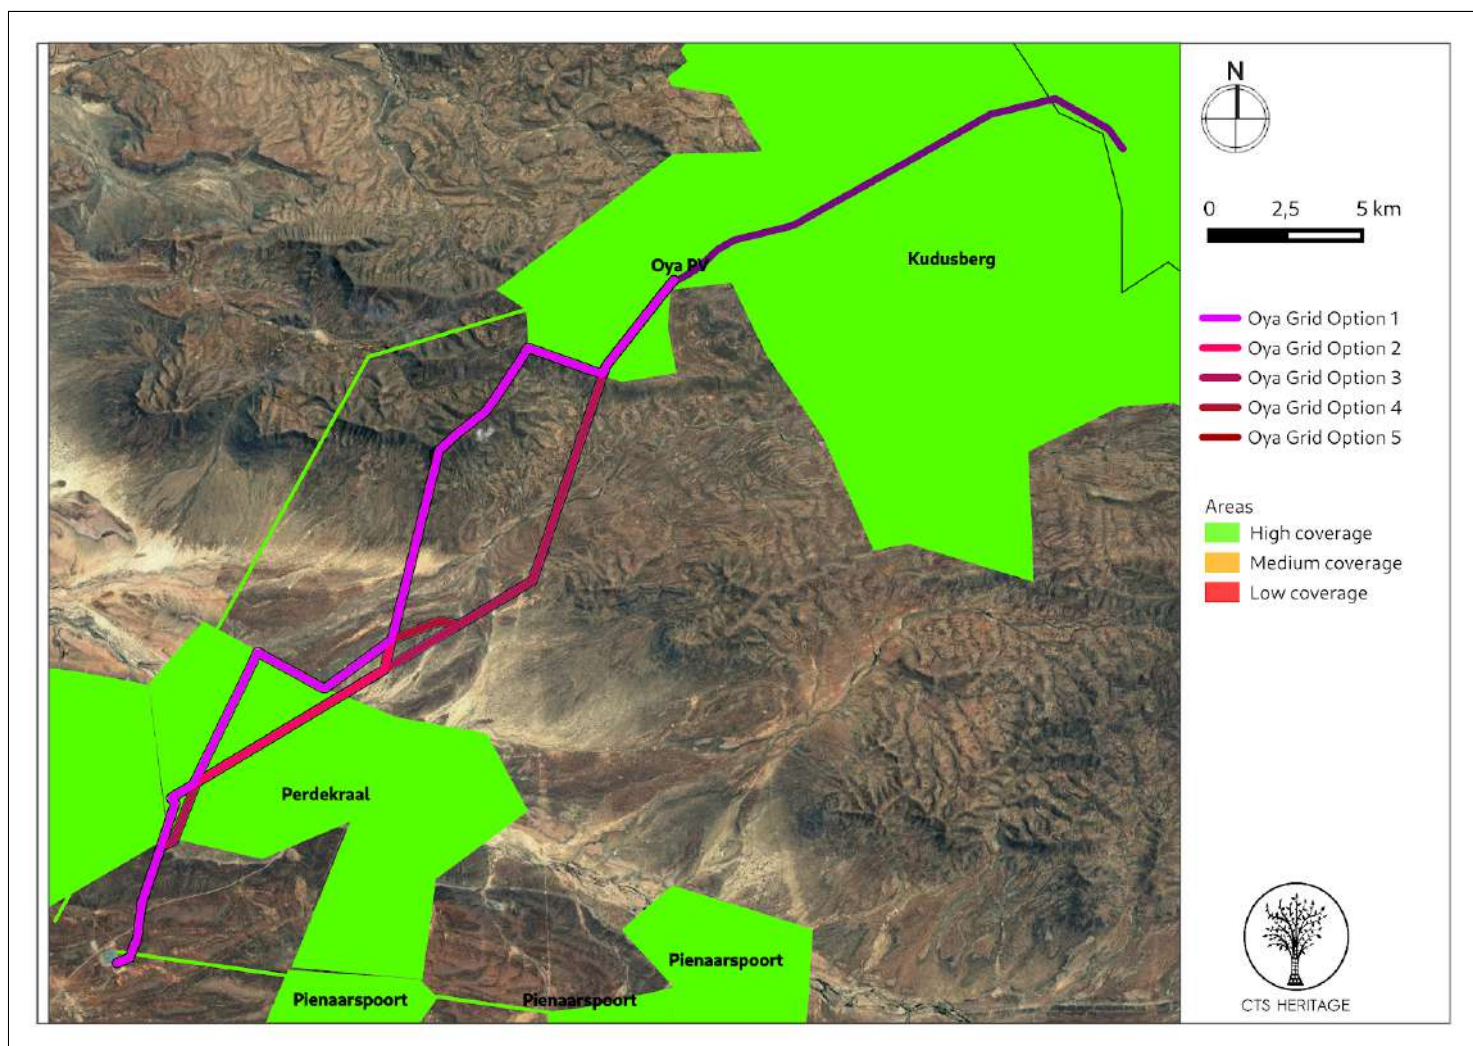 N
0 2,5 5 km
Kudusberg
Oya PV
Oya Grid Option 1
Oya Grid Option 2
Oya Grid Option 3
Oya Grid Option 4
Oya Grid Option 5
Areas
High coverage
Medium coverage
Low coverage
Perdekraal
Pienaarspoort
Pienaarspoort
Pienaarspoort
CTS HERITAGE